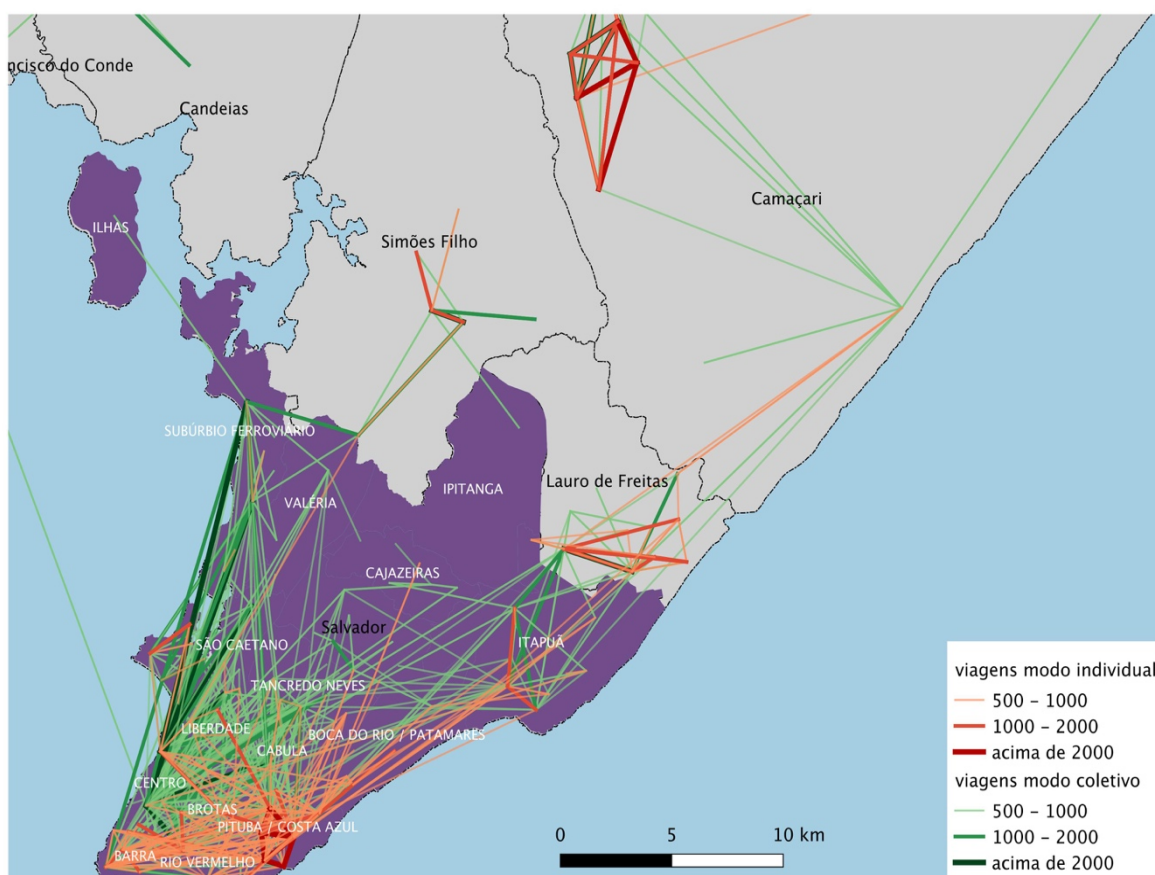 ncisco do Conde
Candeias
Camaçari
ILHAS
Simões Filho
SUBÚRBIO FERROVIÁRIO
VALÉRIA
IPITANGA
Lauro de Freitas
CAJAZEIRAS
Salvador
SÃO CAETANO
ITAPUÃ
TANCREDO NEVES
LIBERDADE
BOCA DO RIO / PATAMARES
CABULA
CENTRO
BROTAS
PITUBA / COSTA AZUL
BARRA
RIO VERMELHO
0 5 10 km
viagens modo individual
500 – 1000
1000 – 2000
acima de 2000
viagens modo coletivo
500 – 1000
1000 – 2000
acima de 2000